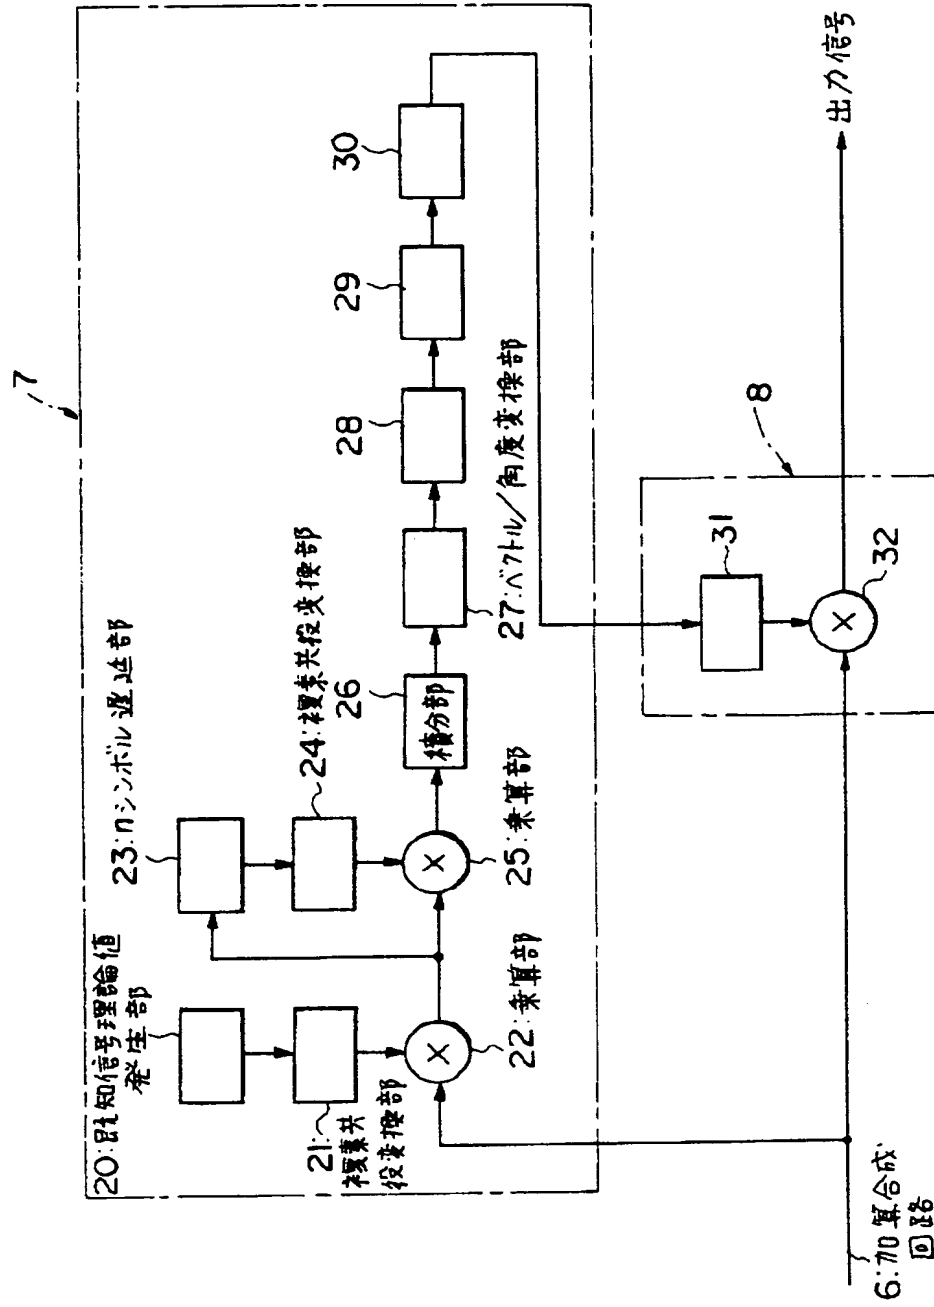 7
20:既知信号理論値
発生部
21:
複素共
役変換部
22:乗算部
23:nシンボル遅延部
24:複素共役変換部
25:乗算部
26
積分部
27:ベクトル/角度変換部
28
29
30
8
31
32
6:加算合成
回路
出力信号